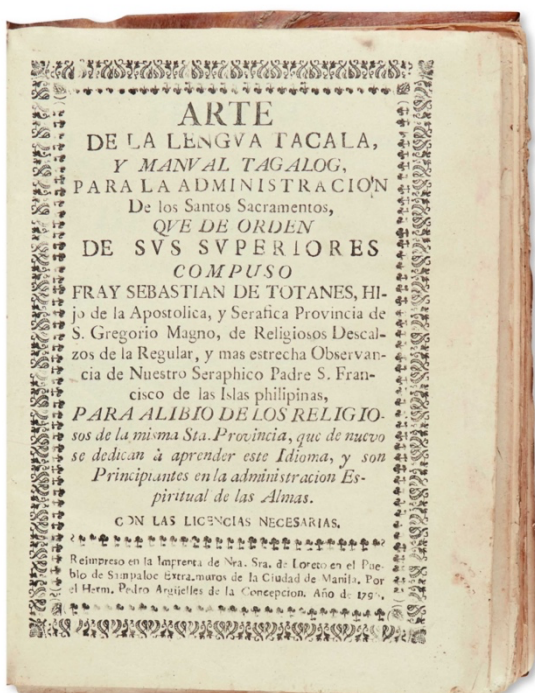 ARTE
DE LA LENGVA TAGALA,
Y MANVAL TAGALOG,
PARA LA ADMINISTRACION
De los Santos Sacramentos,
QVE DE ORDEN
DE SVS SVPERIORES
COMPUSO
FRAY SEBASTIAN DE TOTANES, HI-
jo de la Apostolica, y Serafica Provincia de
S. Gregorio Magno, de Religiosos Descal-
zos de la Regular, y mas estrecha Observan-
cia de Nuestro Seraphico Padre S. Fran-
cisco de las Islas philipinas,
PARA ALIBIO DE LOS RELIGIO-
sos de la misma Sta. Provincia, que de nuevo
se dedican à aprender este Idioma, y son
Principiantes en la administracion Es-
piritual de las Almas.
CON LAS LICENCIAS NECESARIAS.
Reimpreso en la Imprenta de Nra. Sra. de Loreto en el Pue-
blo de Sampaloc Extra-muros de la Ciudad de Manila. Por
el Herm. Pedro Argüelles de la Concepcion. Año de